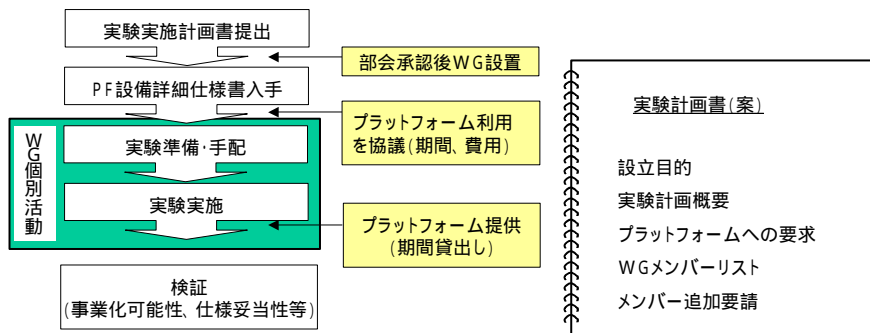 実験実施計画書提出
部会承認後WG設置
PF設備詳細仕様書入手
プラットフォーム利用
を協議(期間、費用)
WG個別活動
実験準備・手配
実験実施
プラットフォーム提供
(期間貸出し)
検証
(事業化可能性、仕様妥当性等)
実験計画書(案)
設立目的
実験計画概要
プラットフォームへの要求
WGメンバーリスト
メンバー追加要請